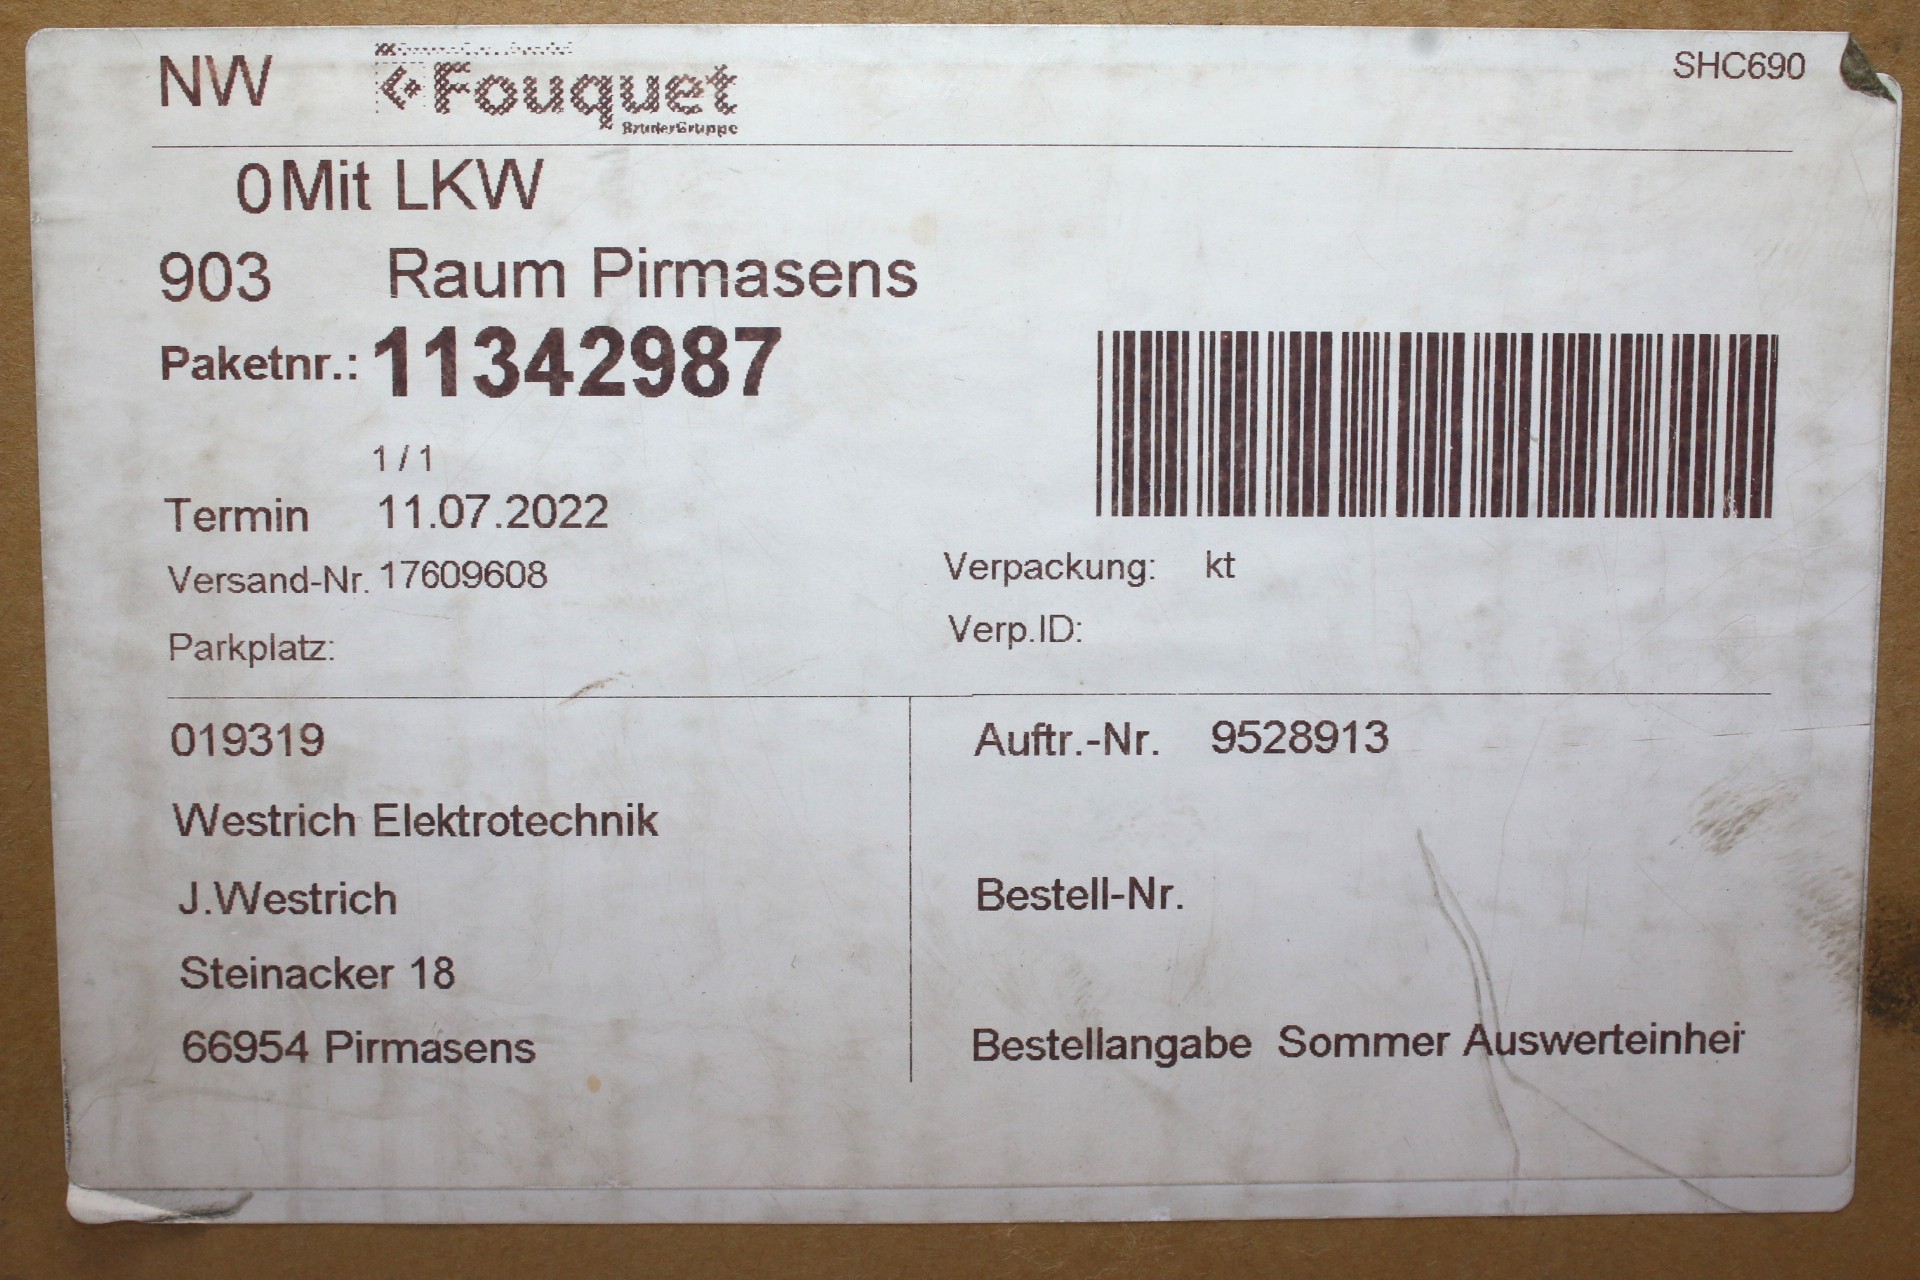 NW Fouquet SHC690
BruderGruppe
0 Mit LKW
903 Raum Pirmasens
Paketnr.: 11342987
1 / 1
Termin 11.07.2022
Versand-Nr. 17609608 Verpackung: kt
Parkplatz: Verp.ID:
019319
Westrich Elektrotechnik
J.Westrich
Steinacker 18
66954 Pirmasens
Auftr.-Nr. 9528913
Bestell-Nr.
Bestellangabe Sommer Auswerteinhei